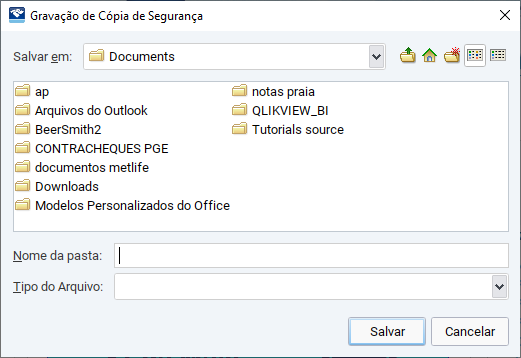 Gravação de Cópia de Segurança
Salvar em: Documents
ap
Arquivos do Outlook
BeerSmith2
CONTRACHEQUES PGE
documentos metlife
Downloads
Modelos Personalizados do Office
notas praia
QLIKVIEW_BI
Tutorials source
Nome da pasta:
Tipo do Arquivo:
Salvar Cancelar